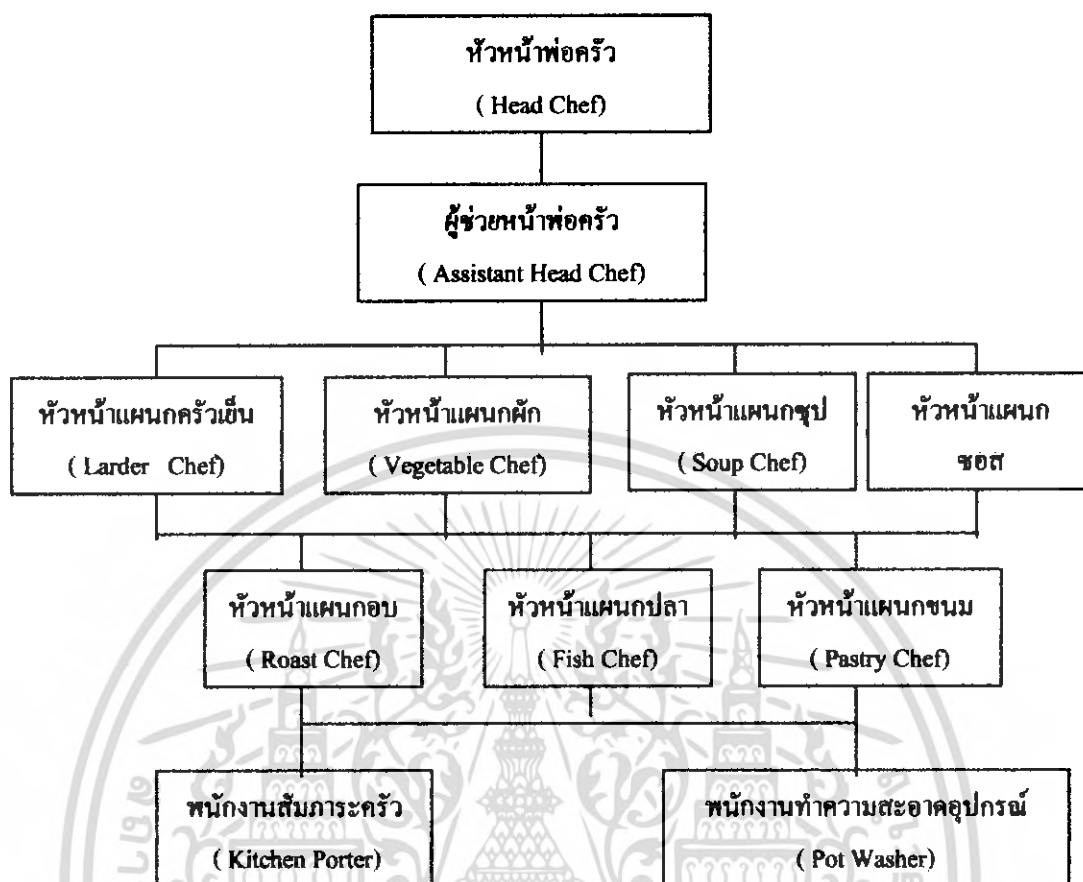 หัวหน้าพ่อครัว
( Head Chef)
ผู้ช่วยหน้าพ่อครัว
( Assistant Head Chef)
หัวหน้าแผนกครัวเย็น
( Larder Chef)
หัวหน้าแผนกผัก
( Vegetable Chef)
หัวหน้าแผนกซุป
( Soup Chef)
หัวหน้าแผนก
ซอส
หัวหน้าแผนกอบ
( Roast Chef)
หัวหน้าแผนกปลา
( Fish Chef)
หัวหน้าแผนกขนม
( Pastry Chef)
พนักงานสัมภาระครัว
( Kitchen Porter)
พนักงานทำความสะอาดอุปกรณ์
( Pot Washer)